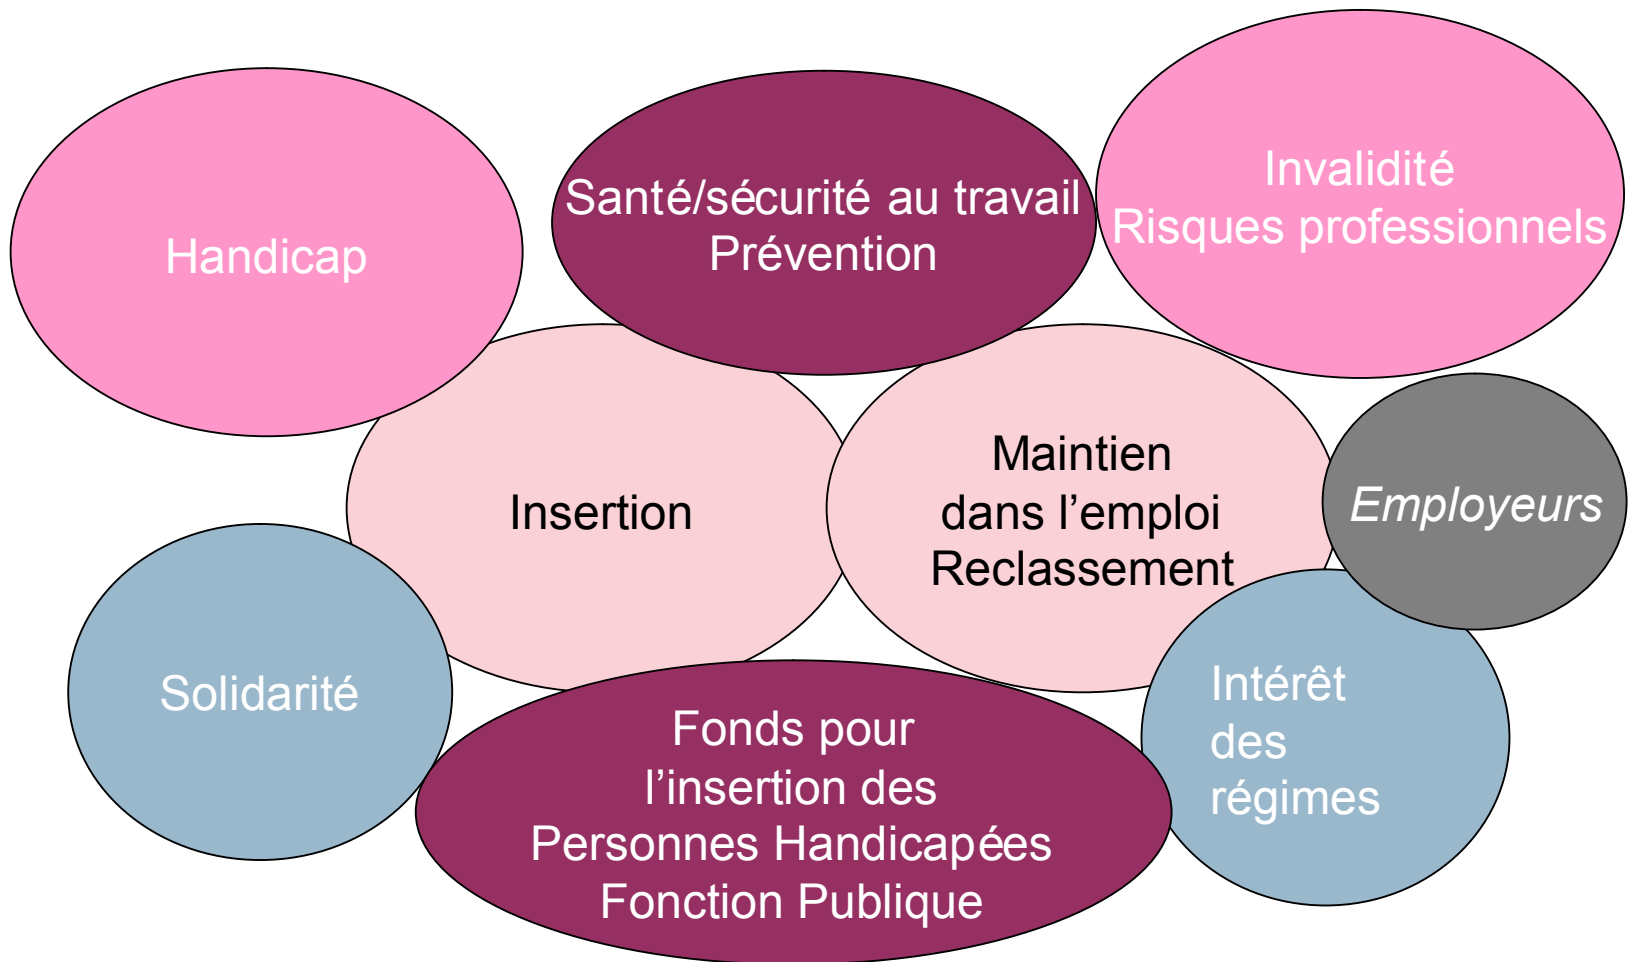 Handicap
Santé/sécurité au travail
Prévention
Invalidité
Risques professionnels
Insertion
Maintien
dans l’emploi
Reclassement
Employeurs
Solidarité
Fonds pour
l’insertion des
Personnes Handicapées
Fonction Publique
Intérêt
des
régimes